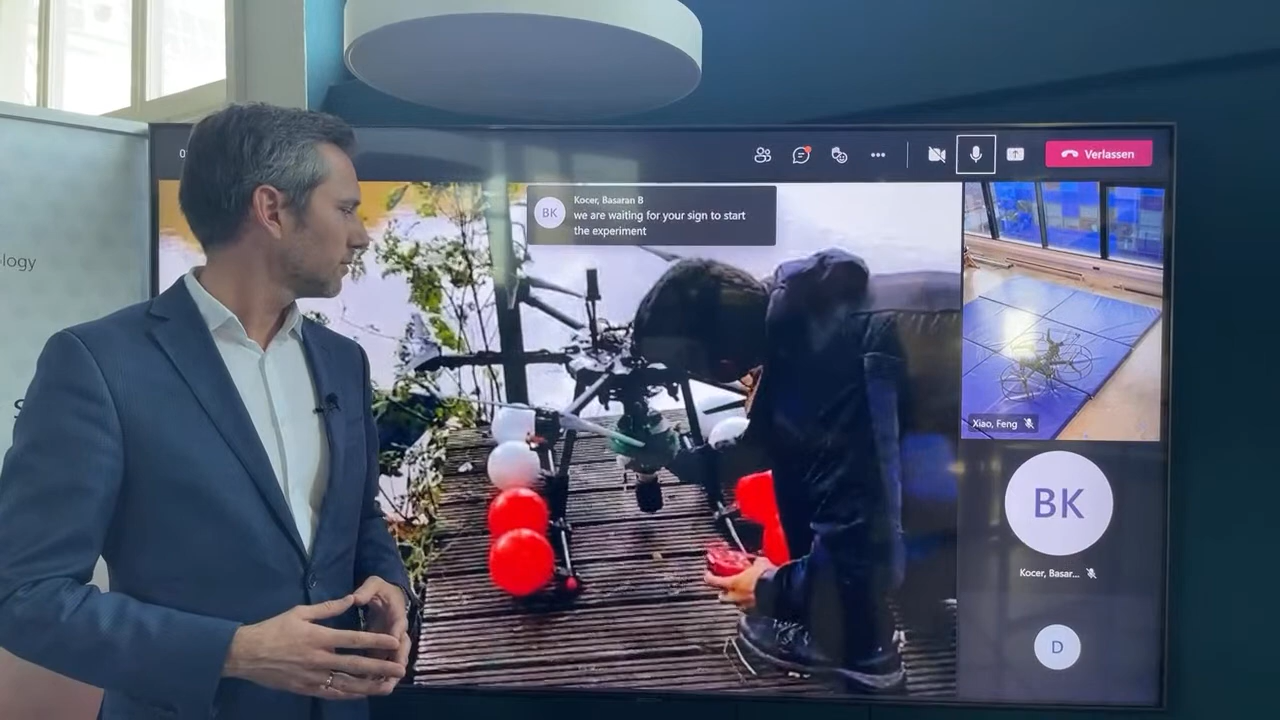 Verlassen
BK
Kocer, Basaran B
we are waiting for your sign to start
the experiment
Xiao, Feng
BK
Kocer, Basar...
D